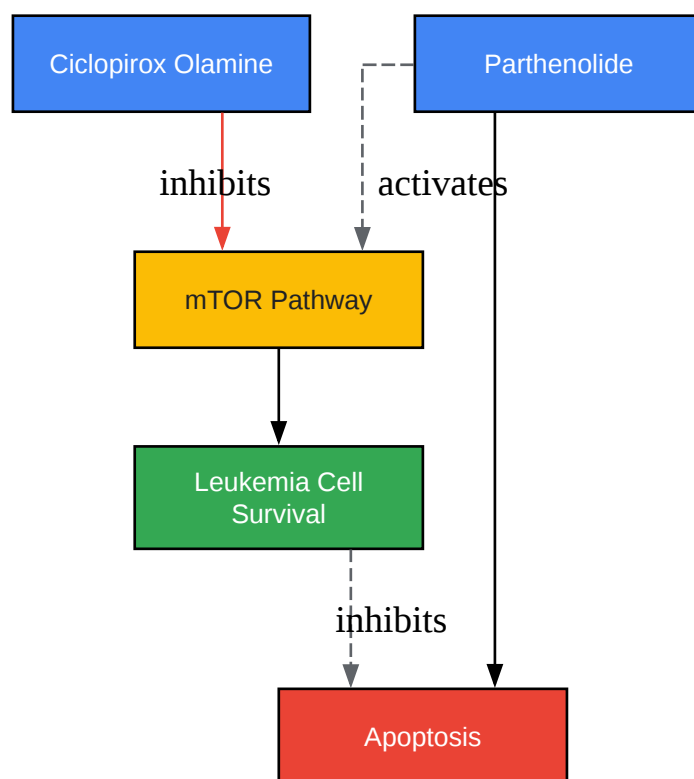 Ciclopirox Olamine
Parthenolide
inhibits
activates
mTOR Pathway
Leukemia Cell
Survival
inhibits
Apoptosis